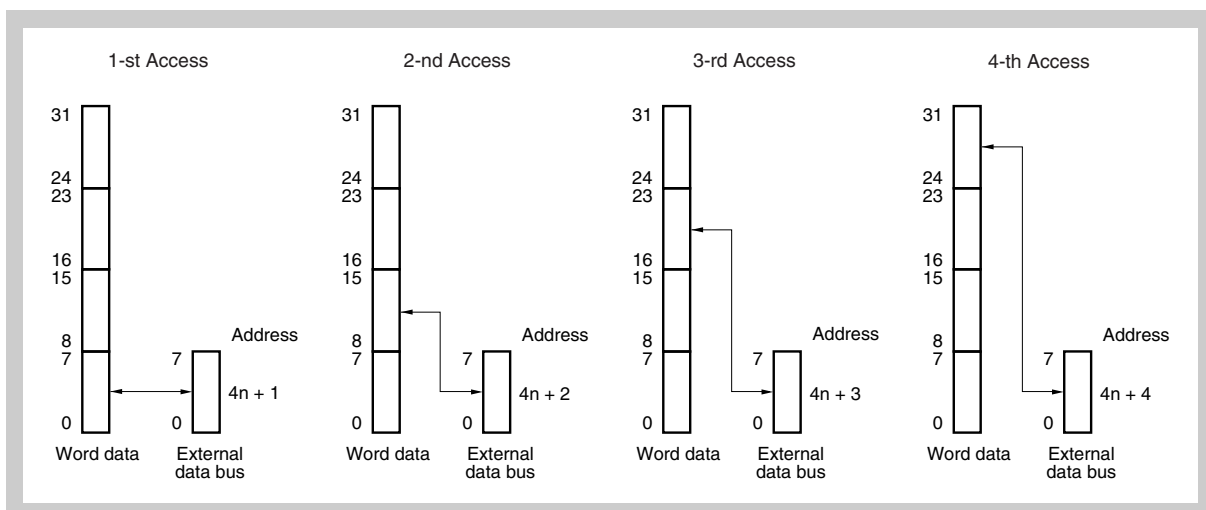 1-st Access
31
24
23
16
15
8
7
0
Address
7
4n + 1
0
Word data
External
data bus
2-nd Access
31
24
23
16
15
8
7
0
Address
7
4n + 2
0
Word data
External
data bus
3-rd Access
31
24
23
16
15
8
7
0
Address
7
4n + 3
0
Word data
External
data bus
4-th Access
31
24
23
16
15
8
7
0
Address
7
4n + 4
0
Word data
External
data bus